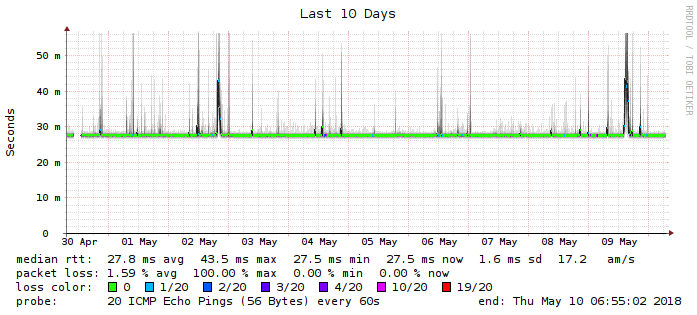 Last 10 Days
RRDTOOL / TOBI OETIKER
Seconds
50 m
40 m
30 m
20 m
10 m
0
30 Apr 01 May 02 May 03 May 04 May 05 May 06 May 07 May 08 May 09 May
median rtt: 27.8 ms avg 43.5 ms max 27.5 ms min 27.5 ms now 1.6 ms sd 17.2 am/s
packet loss: 1.59 % avg 100.00 % max 0.00 % min 0.00 % now
loss color: 0 1/20 2/20 3/20 4/20 10/20 19/20
probe: 20 ICMP Echo Pings (56 Bytes) every 60s end: Thu May 10 06:55:02 2018